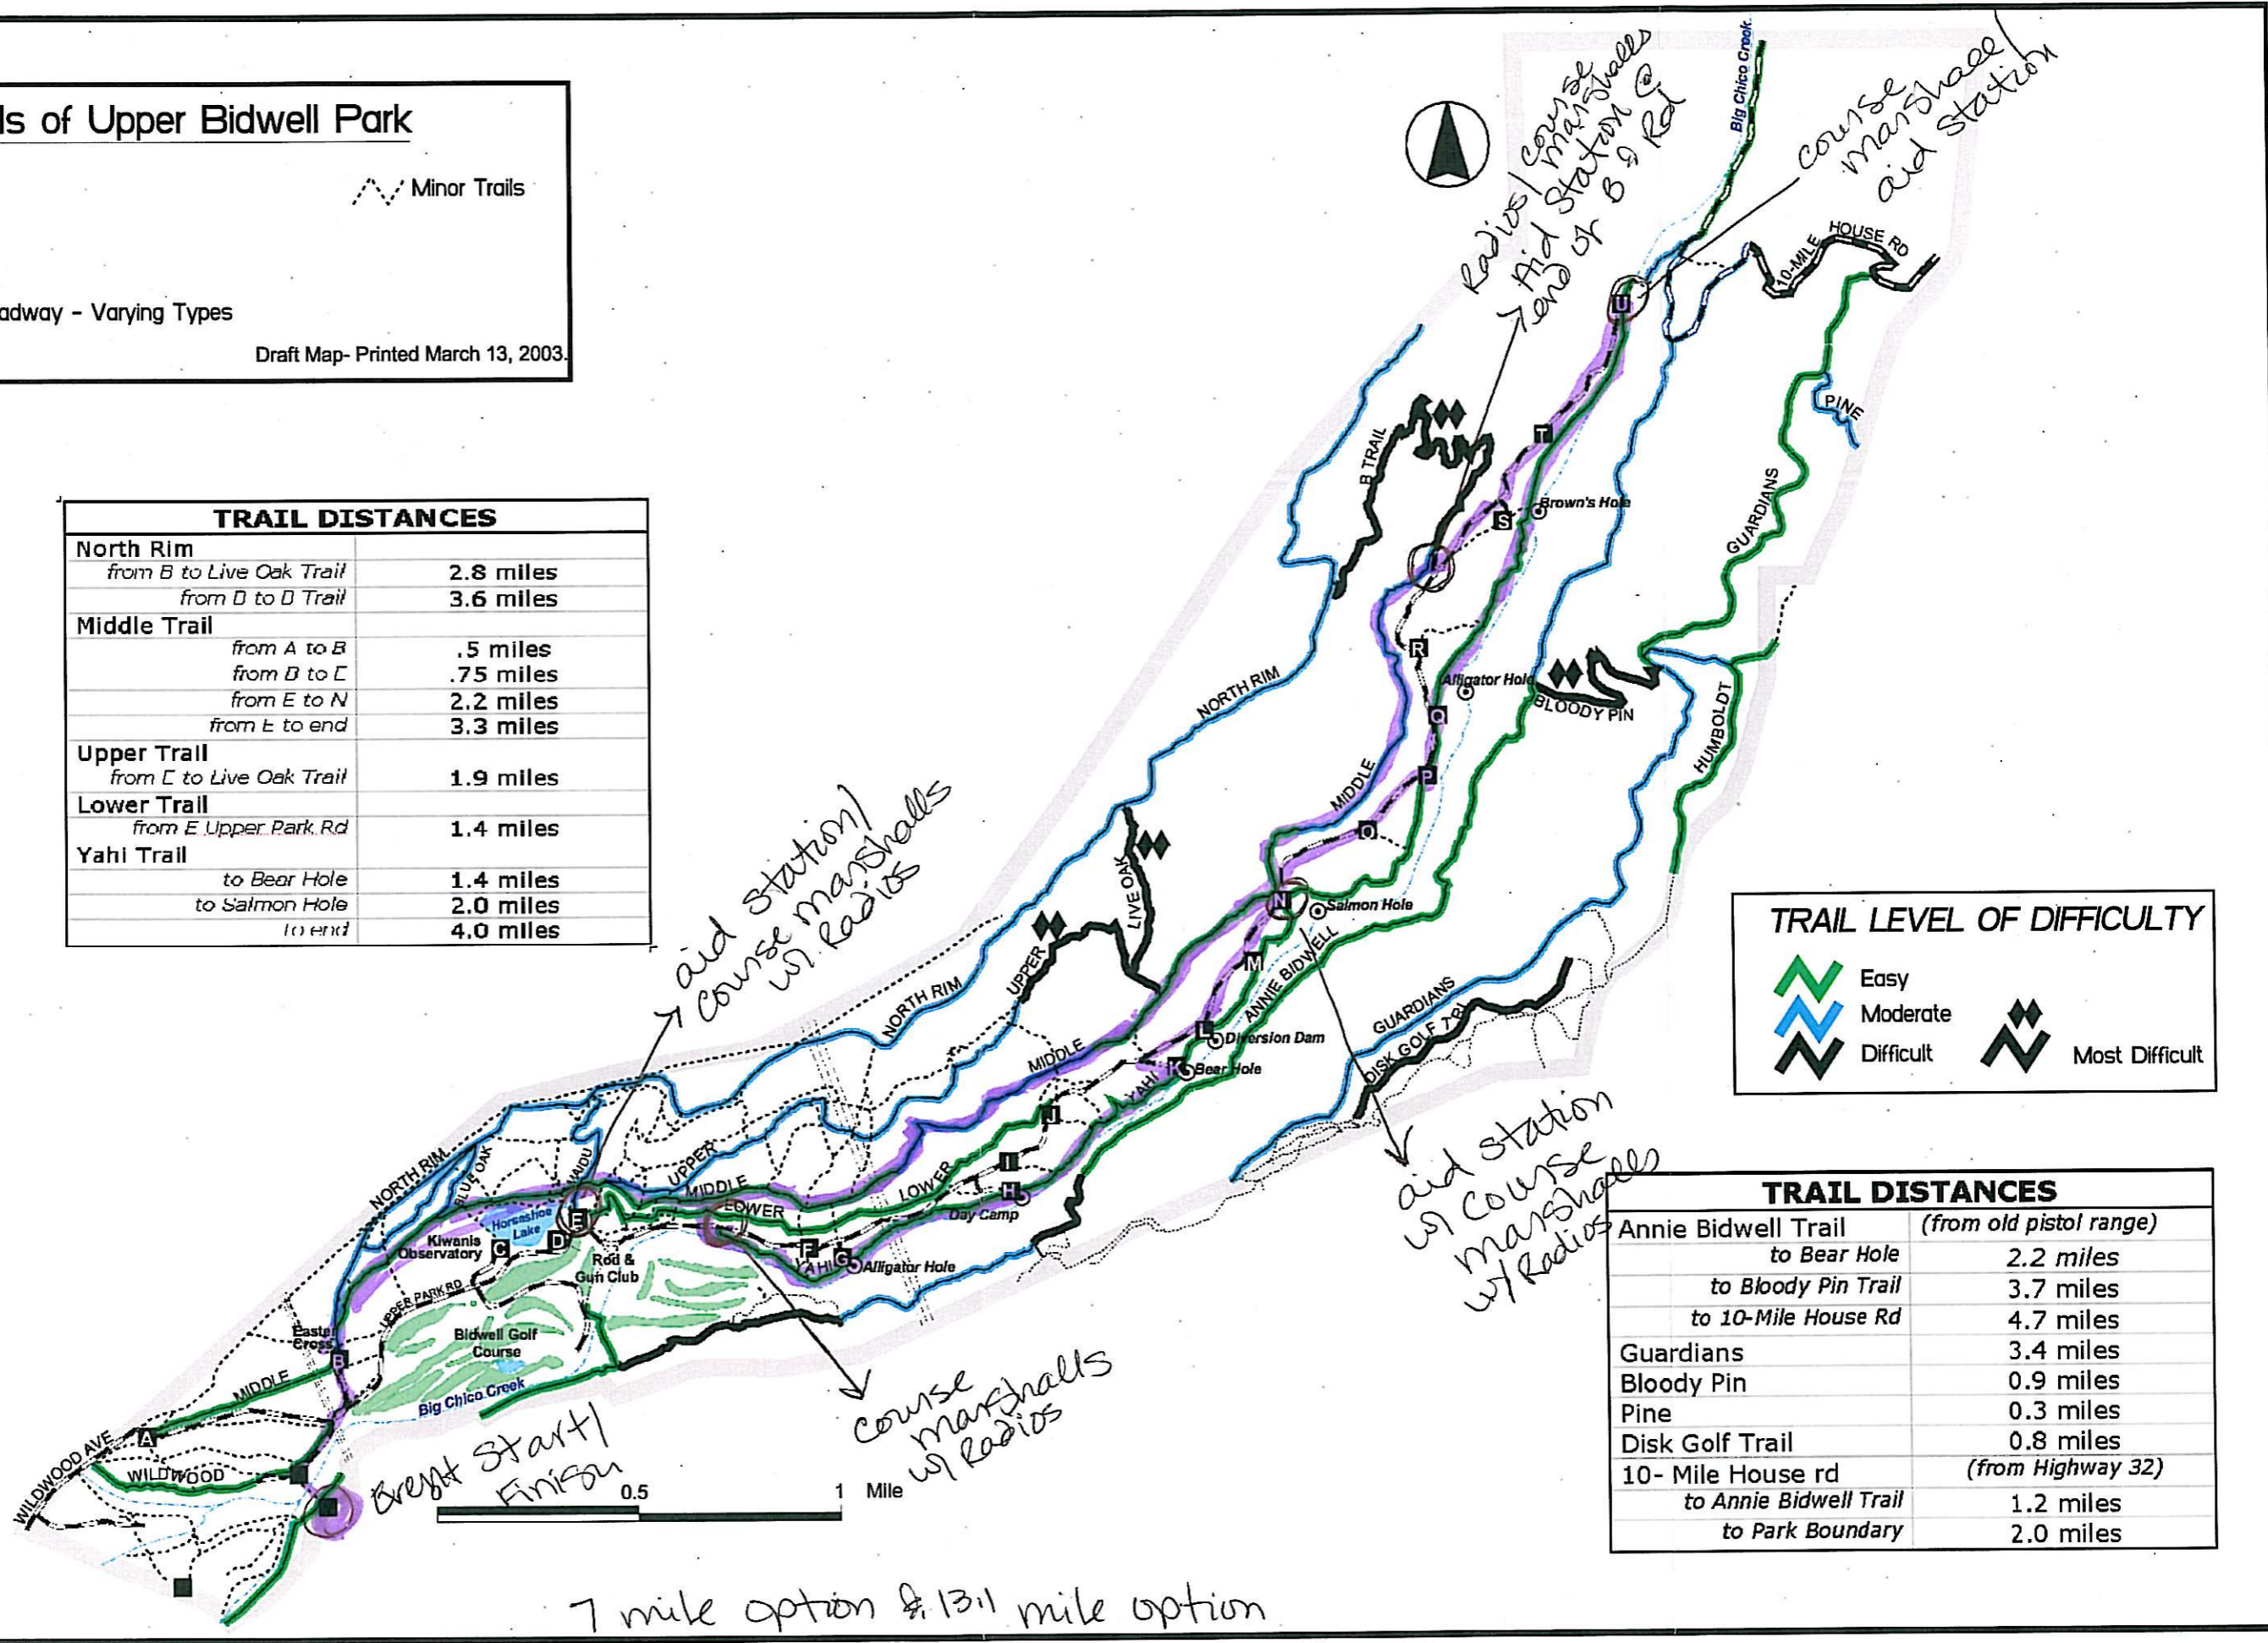 ls of Upper Bidwell Park
Minor Trails
adway - Varying Types
Draft Map- Printed March 13, 2003.
TRAIL DISTANCES
North Rim
from B to Live Oak Trail 2.8 miles
from D to D Trail 3.6 miles
Middle Trail
from A to B .5 miles
from B to E .75 miles
from E to N 2.2 miles
from E to end 3.3 miles
Upper Trail
from E to Live Oak Trail 1.9 miles
Lower Trail
from E Upper Park Rd 1.4 miles
Yahi Trail
to Bear Hole 1.4 miles
to Salmon Hole 2.0 miles
to end 4.0 miles
Radios/course
marshalls
Aid Station @
end of B & Rd
Big Chico Creek
course
marshall/
aid station
10-MILE HOUSE RD
U
PINE
B TRAIL
T
Brown's Hole
S
GUARDIANS
R
Alligator Hole
NORTH RIM
BLOODY PIN
Q
HUMBOLDT
P
MIDDLE
O
LIVE OAK
N
Salmon Hole
aid station/
course marshalls
w/ Radios
UPPER
M
ANNIE BIDWELL
NORTH RIM
L
Diversion Dam
GUARDIANS
DISK GOLF TRL
MIDDLE
K
Bear Hole
YAHI
J
TRAIL LEVEL OF DIFFICULTY
Easy
Moderate
Difficult
Most Difficult
aid station
w/ course
marshalls
w/ Radios
NORTH RIM
BLUE OAK
MAIDU
UPPER
MIDDLE
LOWER
I
H
Day Camp
LOWER
Horseshoe
Lake
E
Kiwanis
Observatory
C
D
Rod &
Gun Club
F
G
YAHI
Alligator Hole
UPPER PARK RD
Easter
Cross
B
Bidwell Golf
Course
MIDDLE
Big Chico Creek
A
WILDWOOD AVE
WILDWOOD
Event Start/
Finish
course
marshalls
w/ Radios
0.5 1 Mile
TRAIL DISTANCES
Annie Bidwell Trail (from old pistol range)
to Bear Hole 2.2 miles
to Bloody Pin Trail 3.7 miles
to 10-Mile House Rd 4.7 miles
Guardians 3.4 miles
Bloody Pin 0.9 miles
Pine 0.3 miles
Disk Golf Trail 0.8 miles
10- Mile House rd (from Highway 32)
to Annie Bidwell Trail 1.2 miles
to Park Boundary 2.0 miles
7 mile option & 13.1 mile option